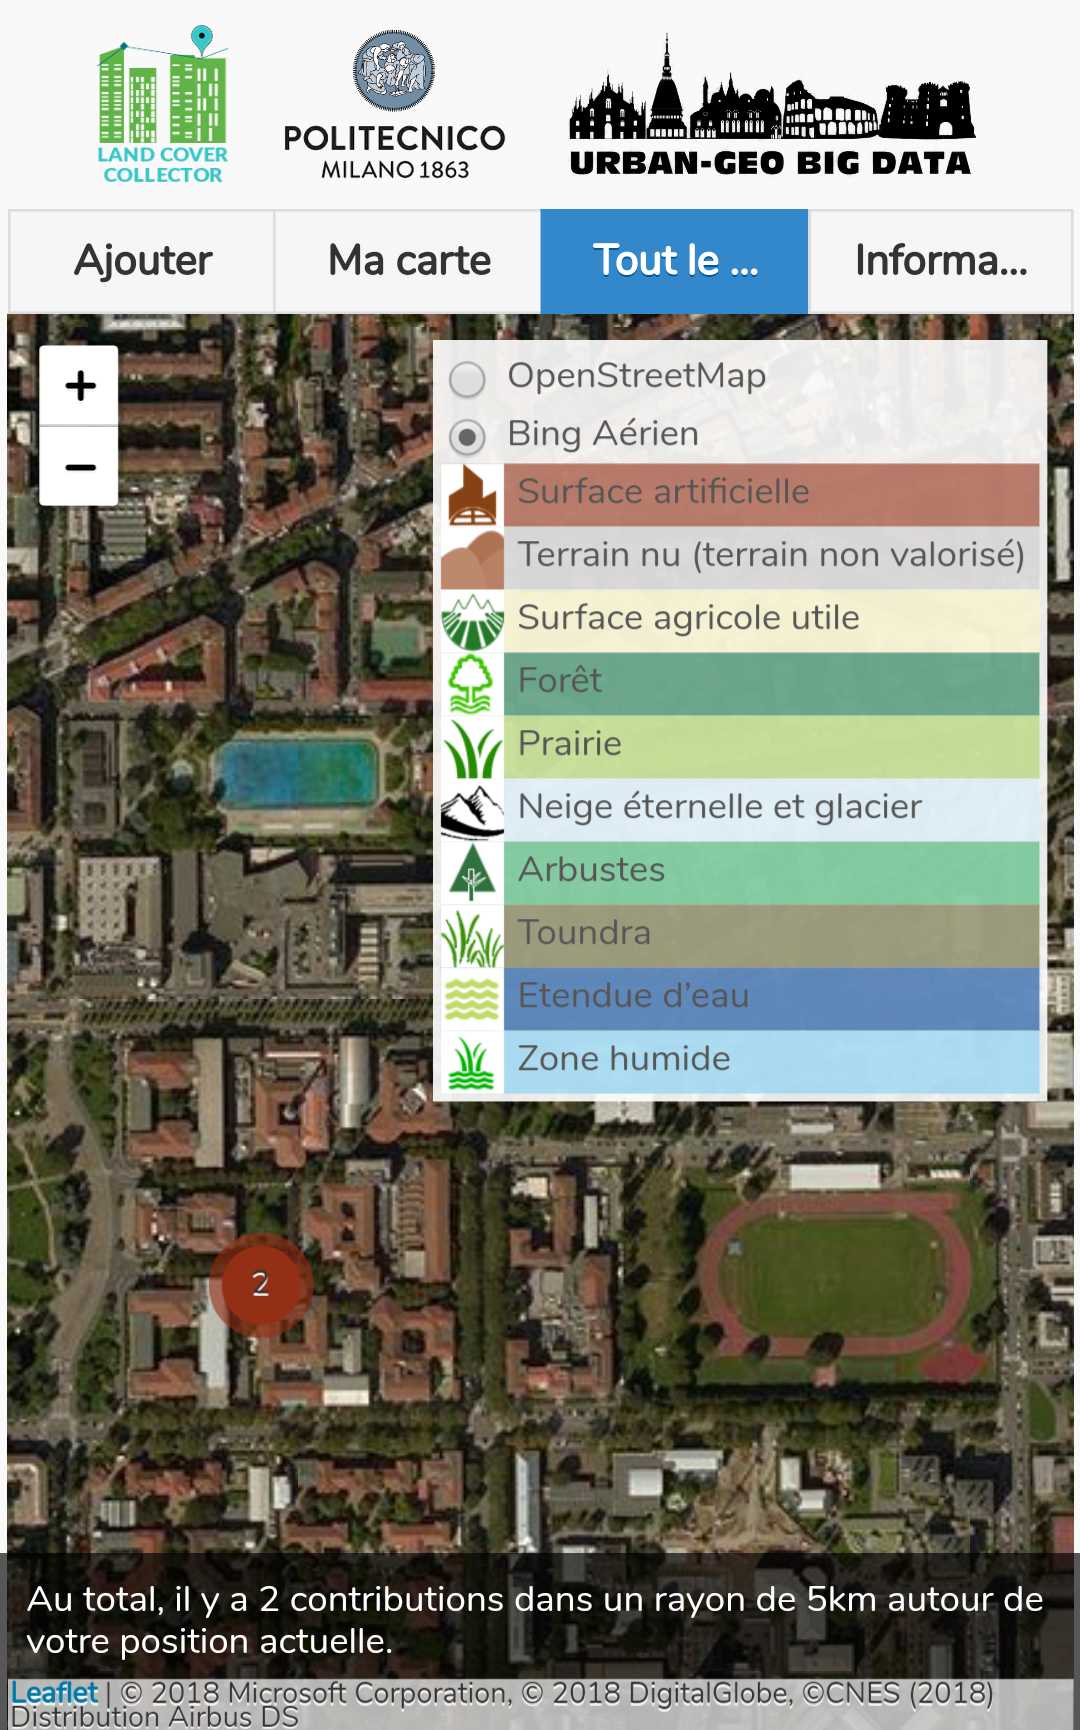 LAND COVER
COLLECTOR
POLITECNICO
MILANO 1863
URBAN-GEO BIG DATA
Ajouter
Ma carte
Tout le ...
Informa...
+
−
OpenStreetMap
Bing Aérien
Surface artificielle
Terrain nu (terrain non valorisé)
Surface agricole utile
Forêt
Prairie
Neige éternelle et glacier
Arbustes
Toundra
Etendue d'eau
Zone humide
2
Au total, il y a 2 contributions dans un rayon de 5km autour de
votre position actuelle.
Leaflet | © 2018 Microsoft Corporation, © 2018 DigitalGlobe, ©CNES (2018)
Distribution Airbus DS